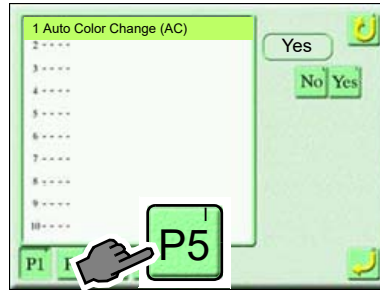 1 Auto Color Change (AC)
2 - - - -
3 - - - -
4 - - - -
5 - - - -
6 - - - -
7 - - - -
8 - - - -
9 - - - -
10 - - - -
Yes
No Yes
P1 P
P5